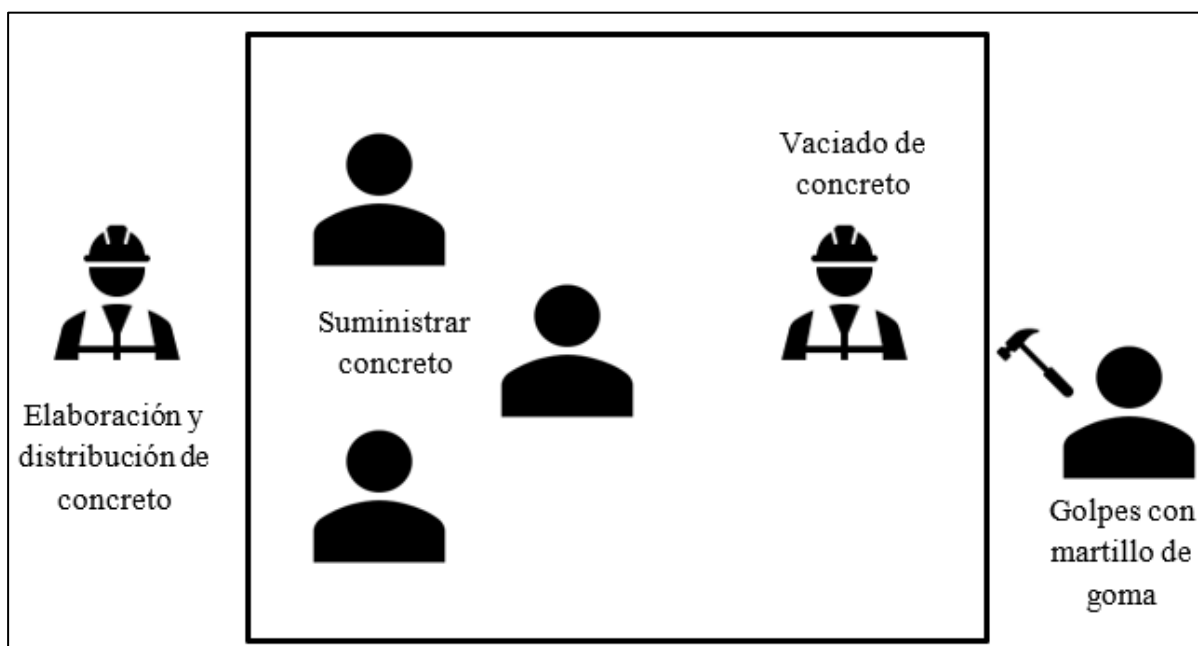 Vaciado de
concreto
Suministrar
concreto
Elaboración y
distribución de
concreto
Golpes con
martillo de
goma